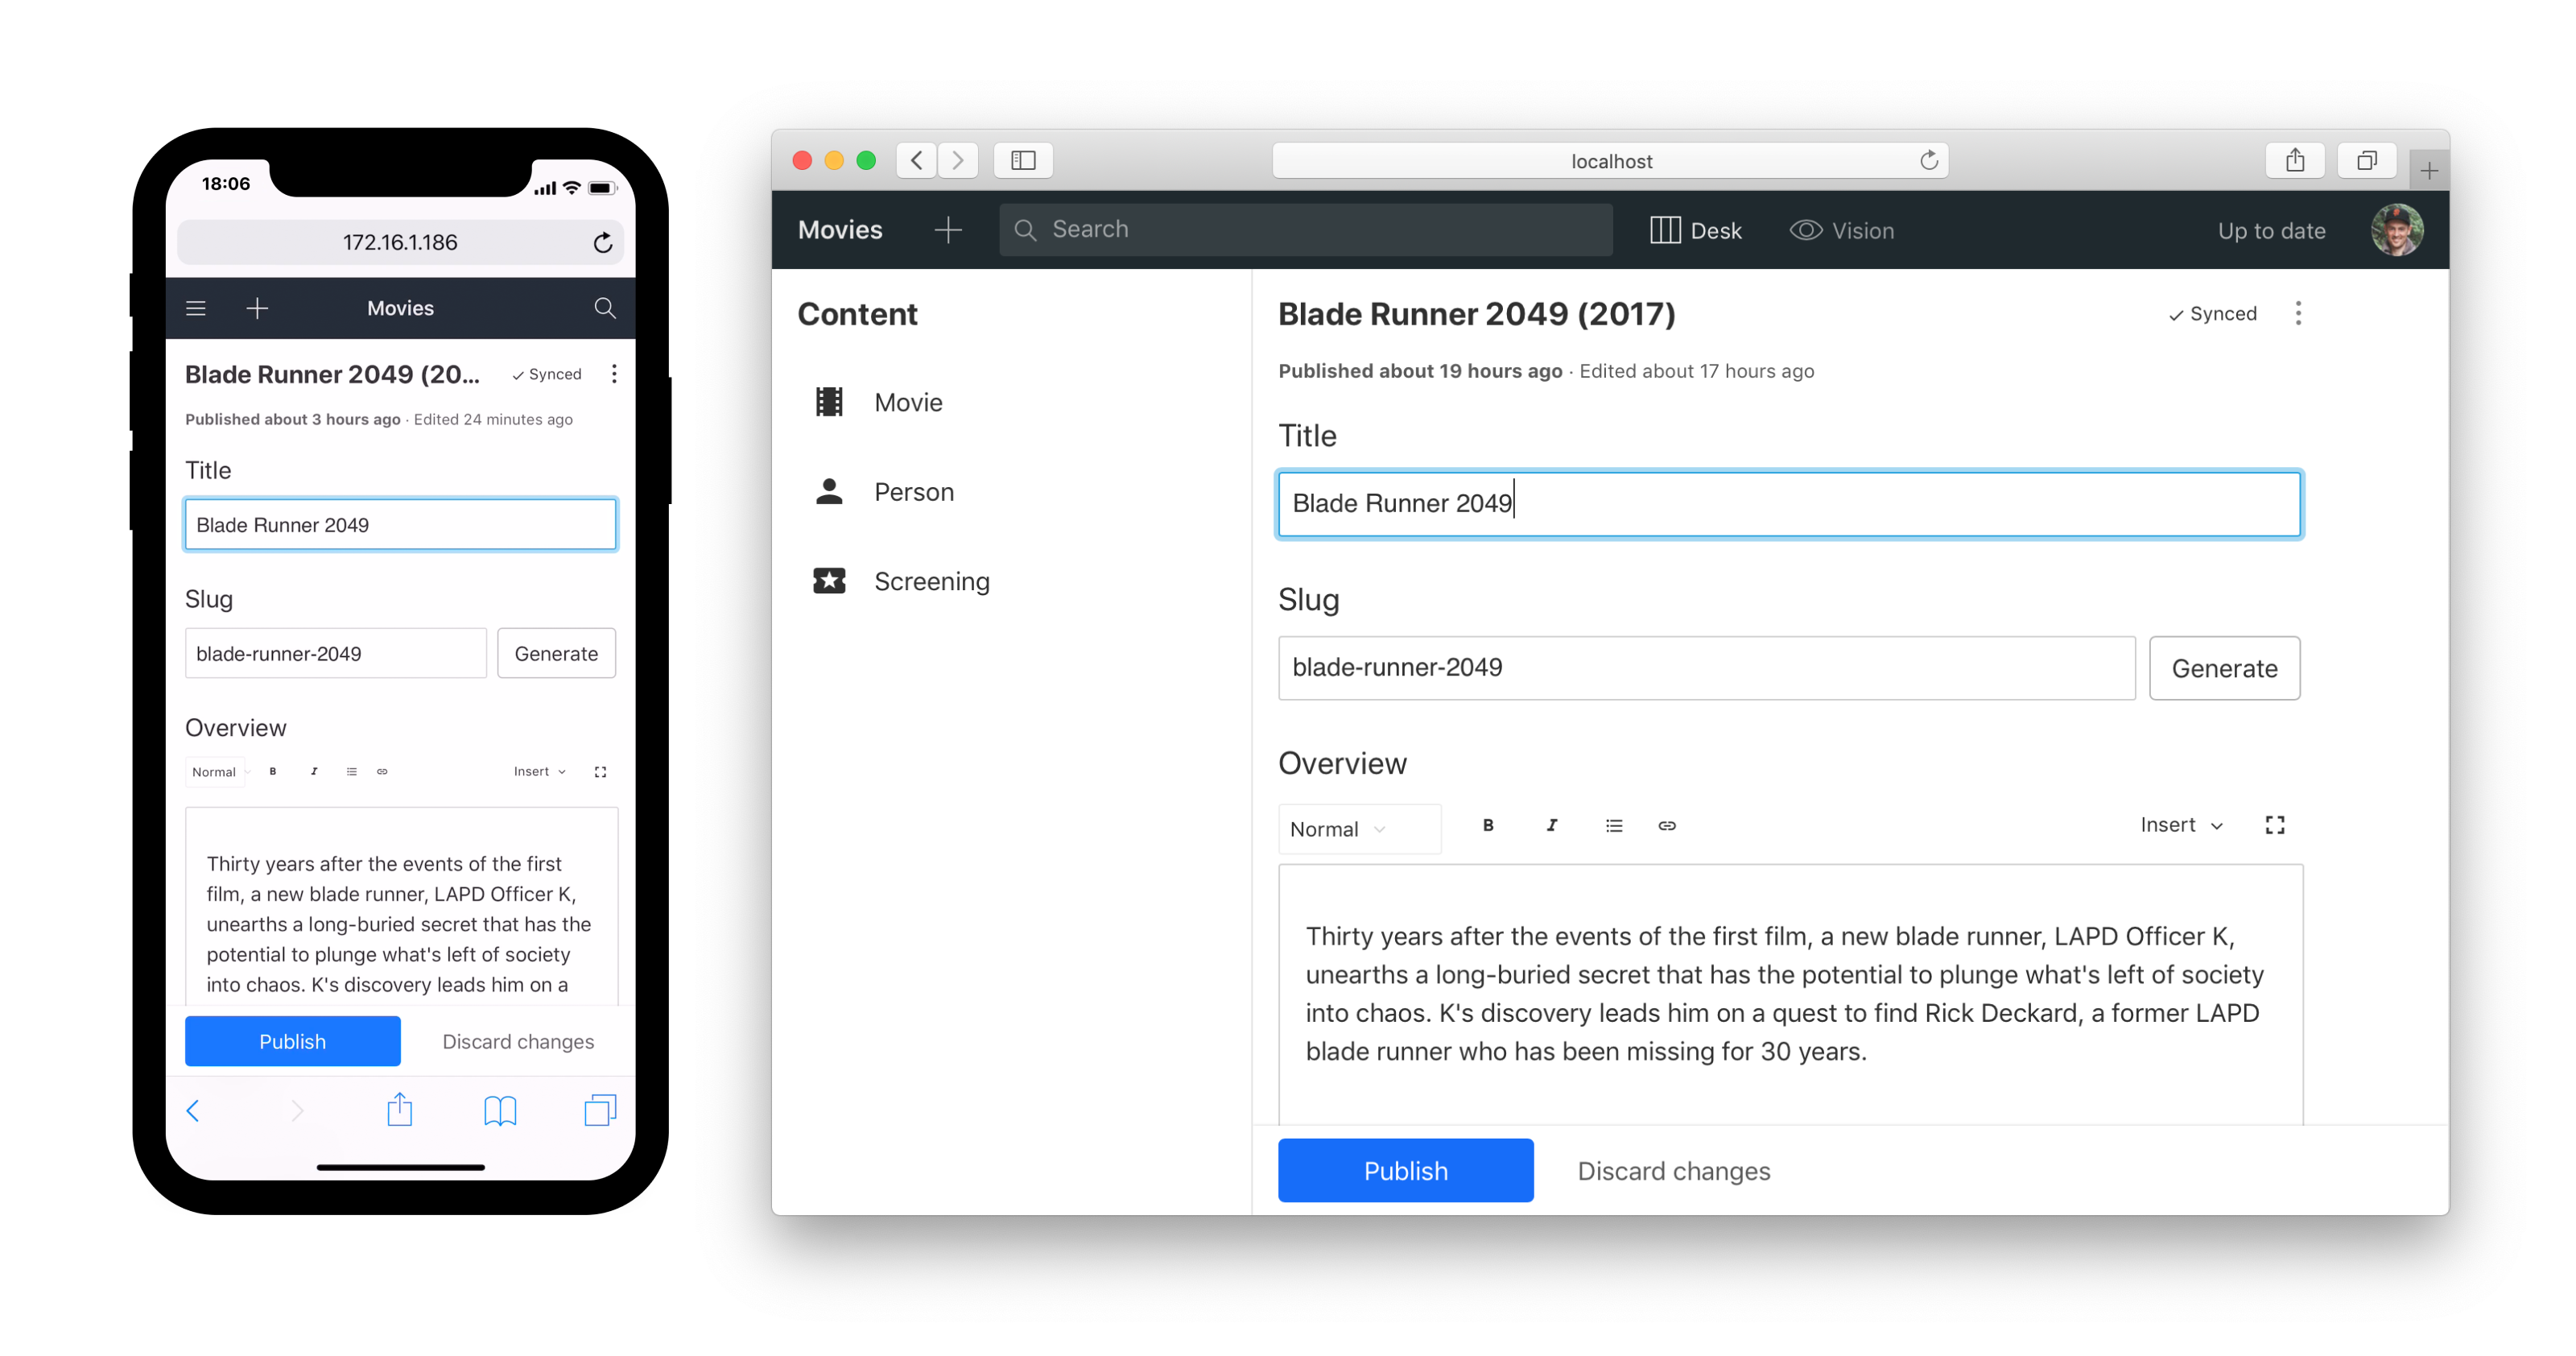 18:06
172.16.1.186
Movies
Blade Runner 2049 (20...
Synced
Published about 3 hours ago · Edited 24 minutes ago
Title
Blade Runner 2049
Slug
blade-runner-2049
Generate
Overview
Normal
B
I
Insert
Thirty years after the events of the first
film, a new blade runner, LAPD Officer K,
unearths a long-buried secret that has the
potential to plunge what's left of society
into chaos. K's discovery leads him on a
Publish
Discard changes
localhost
Movies
Search
Desk
Vision
Up to date
Content
Movie
Person
Screening
Blade Runner 2049 (2017)
Synced
Published about 19 hours ago · Edited about 17 hours ago
Title
Blade Runner 2049
Slug
blade-runner-2049
Generate
Overview
Normal
B
I
Insert
Thirty years after the events of the first film, a new blade runner, LAPD Officer K,
unearths a long-buried secret that has the potential to plunge what's left of society
into chaos. K's discovery leads him on a quest to find Rick Deckard, a former LAPD
blade runner who has been missing for 30 years.
Publish
Discard changes